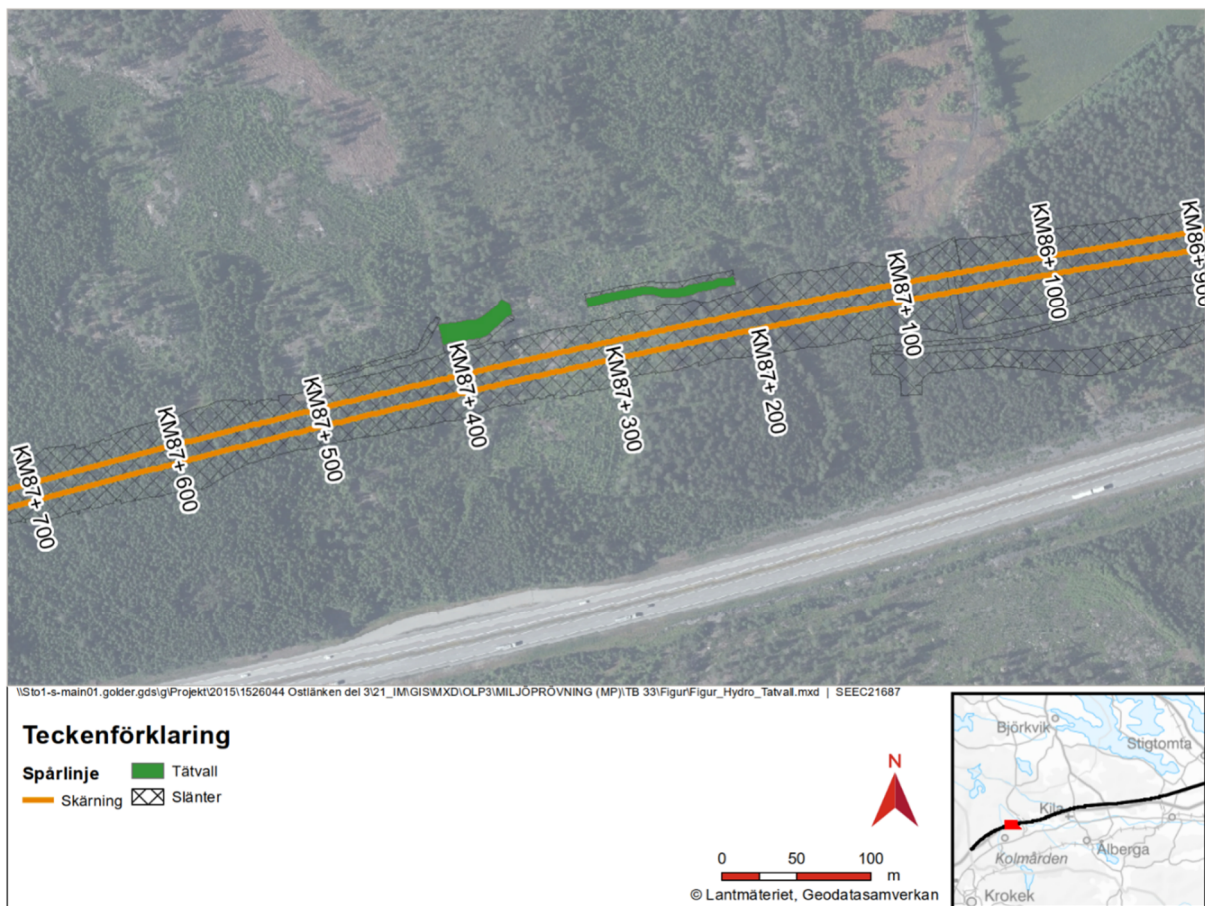 KM86+ 900
KM86+ 1000
KM87+ 100
KM87+ 200
KM87+ 300
KM87+ 400
KM87+ 500
KM87+ 600
KM87+ 700
\\Sto1-s-main01.golder.gds\g\Projekt\2015\1526044 Ostlänken del 3\21_IM\GIS\MXD\OLP3\MILJÖPRÖVNING (MP)\TB 33\Figur\Figur_Hydro_Tatvall.mxd | SEEC21687
Teckenförklaring
Spårlinje
Skärning
Tätvall
Slänter
N
0 50 100
m
© Lantmäteriet, Geodatasamverkan
Björkvik
Stigtomta
Kila
Ålberga
Kolmården
Krokek